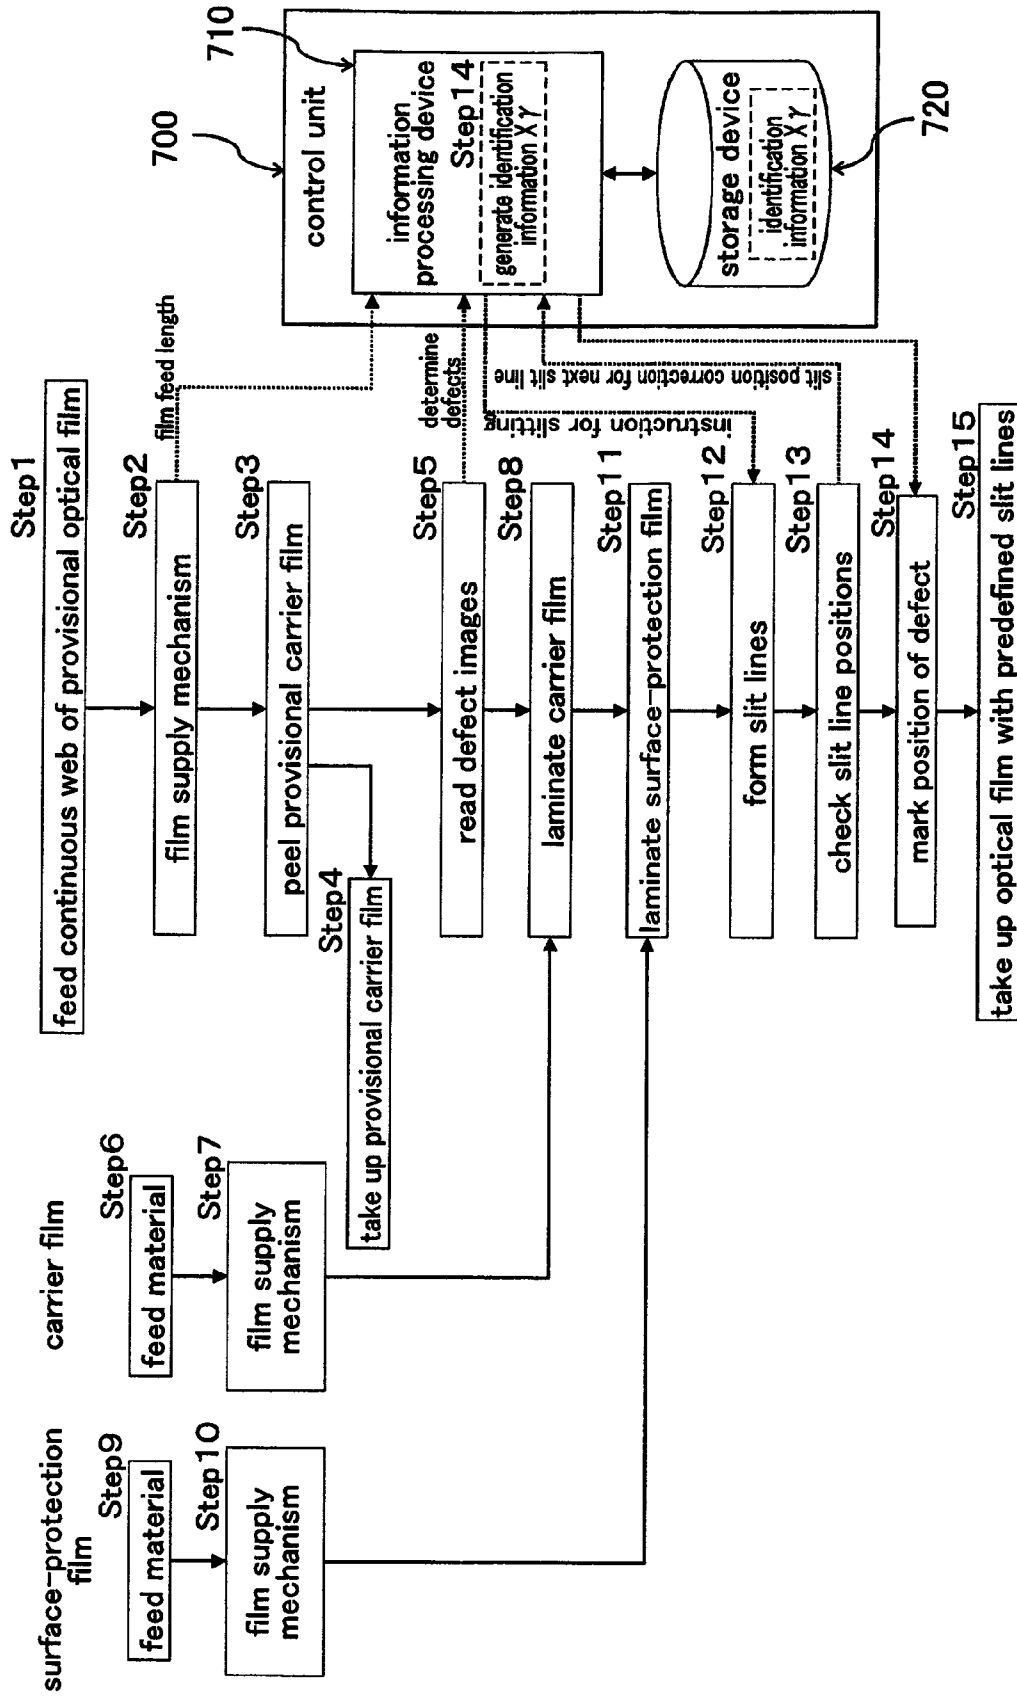 surface-protection
film
Step9
feed material
Step10
film supply
mechanism
carrier film
Step6
feed material
Step7
film supply
mechanism
Step1
feed continuous web of provisional optical film
Step2
film supply mechanism
film feed length
Step3
peel provisional carrier film
Step4
take up provisional carrier film
Step5
read defect images
determine
defects
Step8
laminate carrier film
Step11
laminate surface-protection film
instruction for slitting
Step12
form slit lines
slit position correction for next slit line
Step13
check slit line positions
Step14
mark position of defect
Step15
take up optical film with predefined slit lines
700
control unit
710
information
processing device
Step14
generate identification
information Xγ
storage device
identification
information Xγ
720